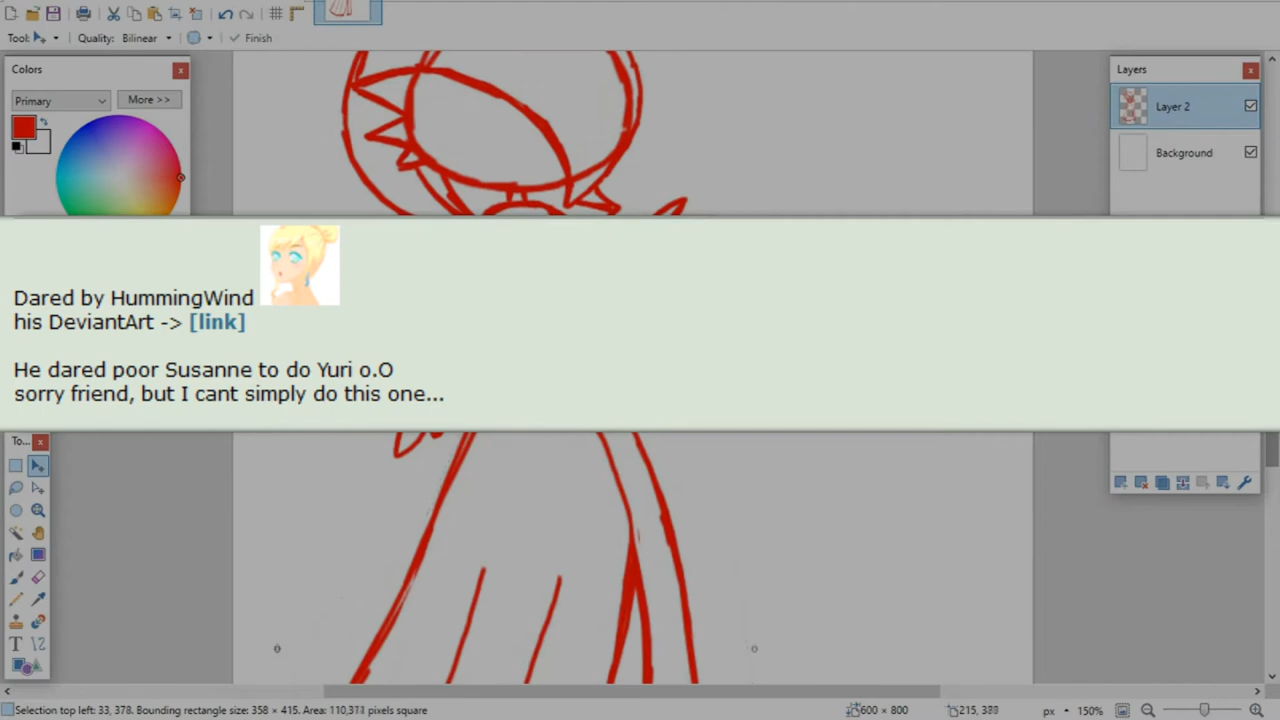 Tool:
Quality: Bilinear
Finish
Colors
Primary
More >>
Layers
Layer 2
Background
Dared by HummingWind
his DeviantArt -> [link]
He dared poor Susanne to do Yuri o.O
sorry friend, but I cant simply do this one...
To...
T
Selection top left: 33, 378. Bounding rectangle size: 358 × 415. Area: 110,371 pixels square
600 × 800
px
150%